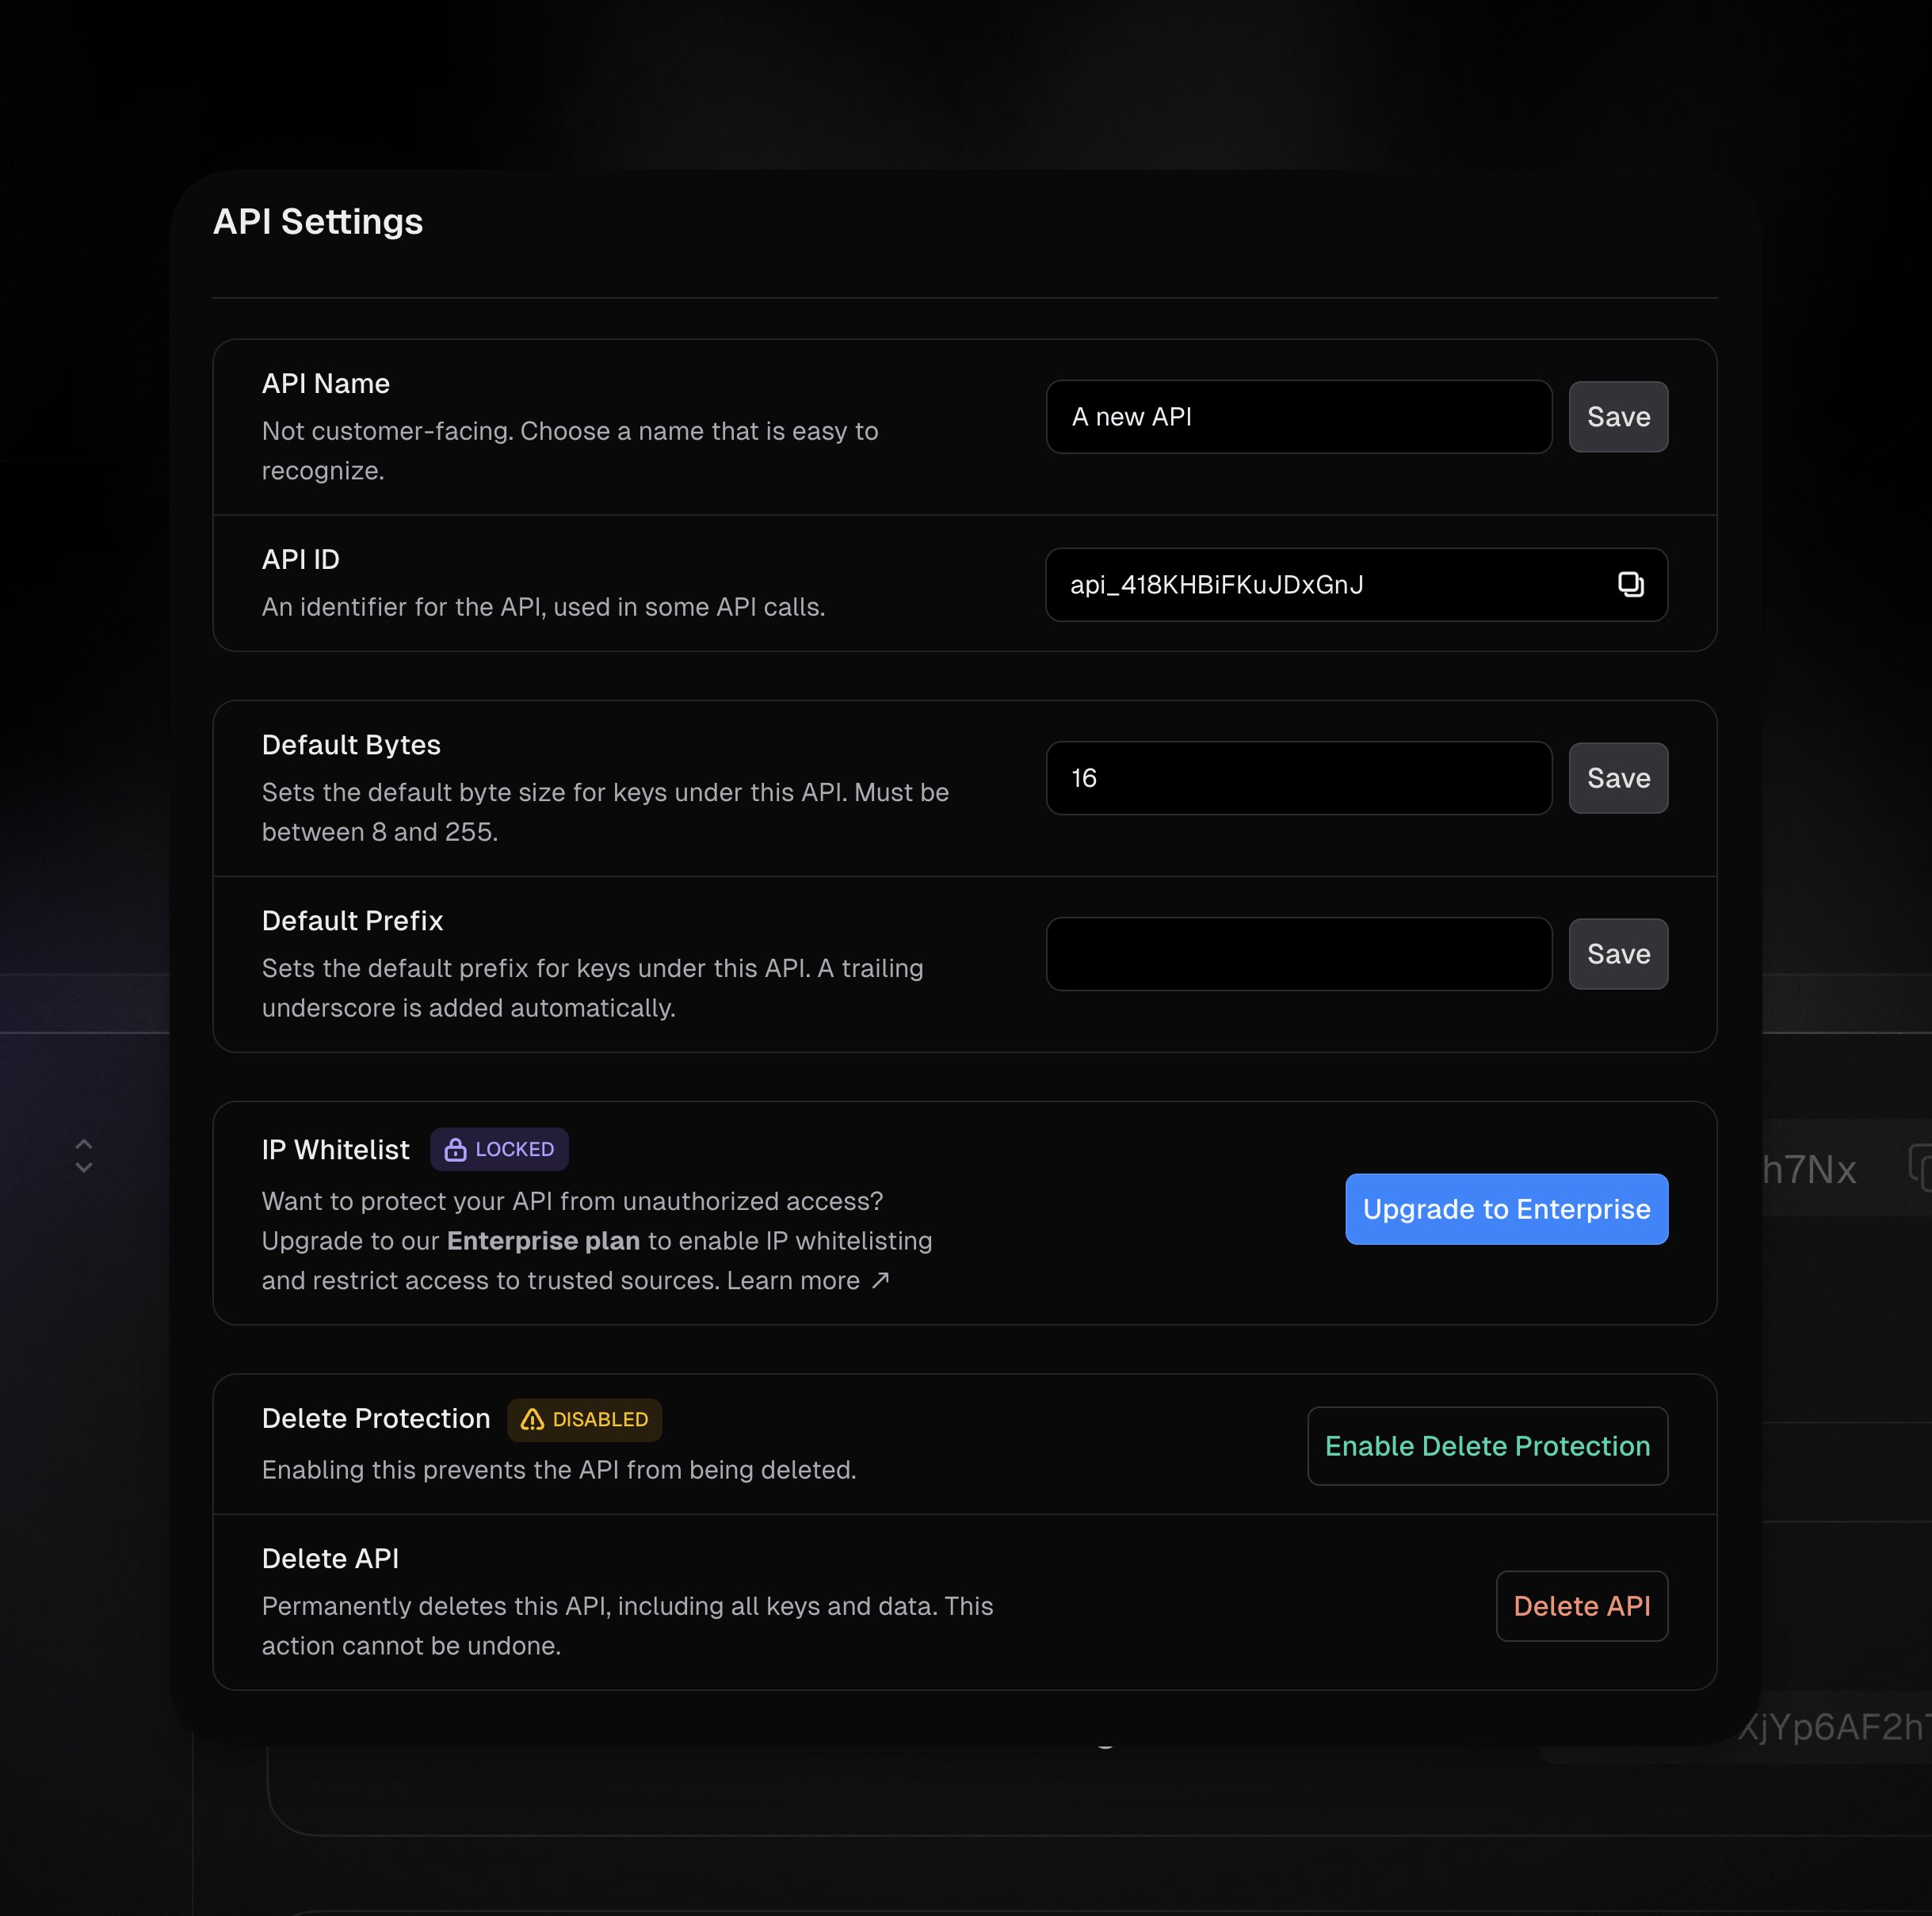 API Settings
API Name
Not customer-facing. Choose a name that is easy to
recognize.
A new API
Save
API ID
An identifier for the API, used in some API calls.
api_418KHBiFKuJDxGnJ
Default Bytes
Sets the default byte size for keys under this API. Must be
between 8 and 255.
16
Save
Default Prefix
Sets the default prefix for keys under this API. A trailing
underscore is added automatically.
Save
IP Whitelist
LOCKED
Want to protect your API from unauthorized access?
Upgrade to our Enterprise plan to enable IP whitelisting
and restrict access to trusted sources. Learn more ↗
Upgrade to Enterprise
h7Nx
Delete Protection
DISABLED
Enabling this prevents the API from being deleted.
Enable Delete Protection
Delete API
Permanently deletes this API, including all keys and data. This
action cannot be undone.
Delete API
jYp6AF2h